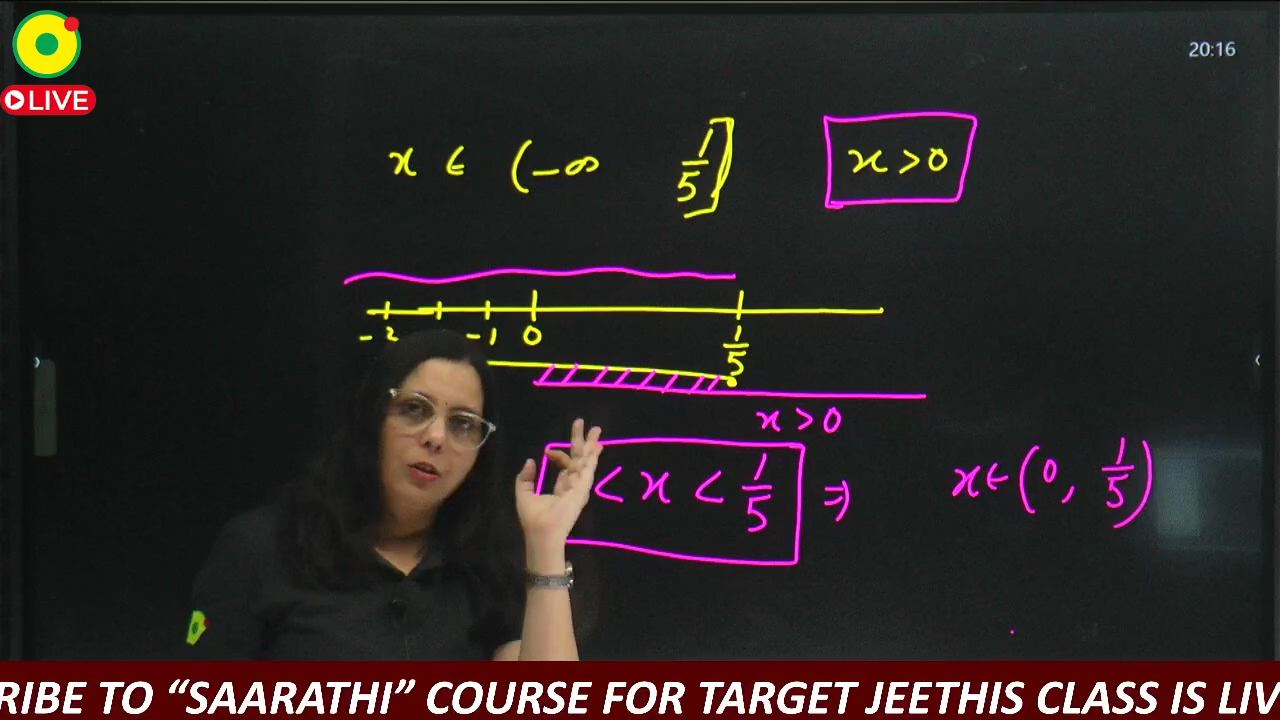 LIVE
20:16
x ∈ (-∞ 1/5]
x > 0
-2 -1 0 1/5
x > 0
< x < 1/5 ⇒ x ∈ (0, 1/5)
RIBE TO “SAARATHI” COURSE FOR TARGET JEETHIS CLASS IS LIV